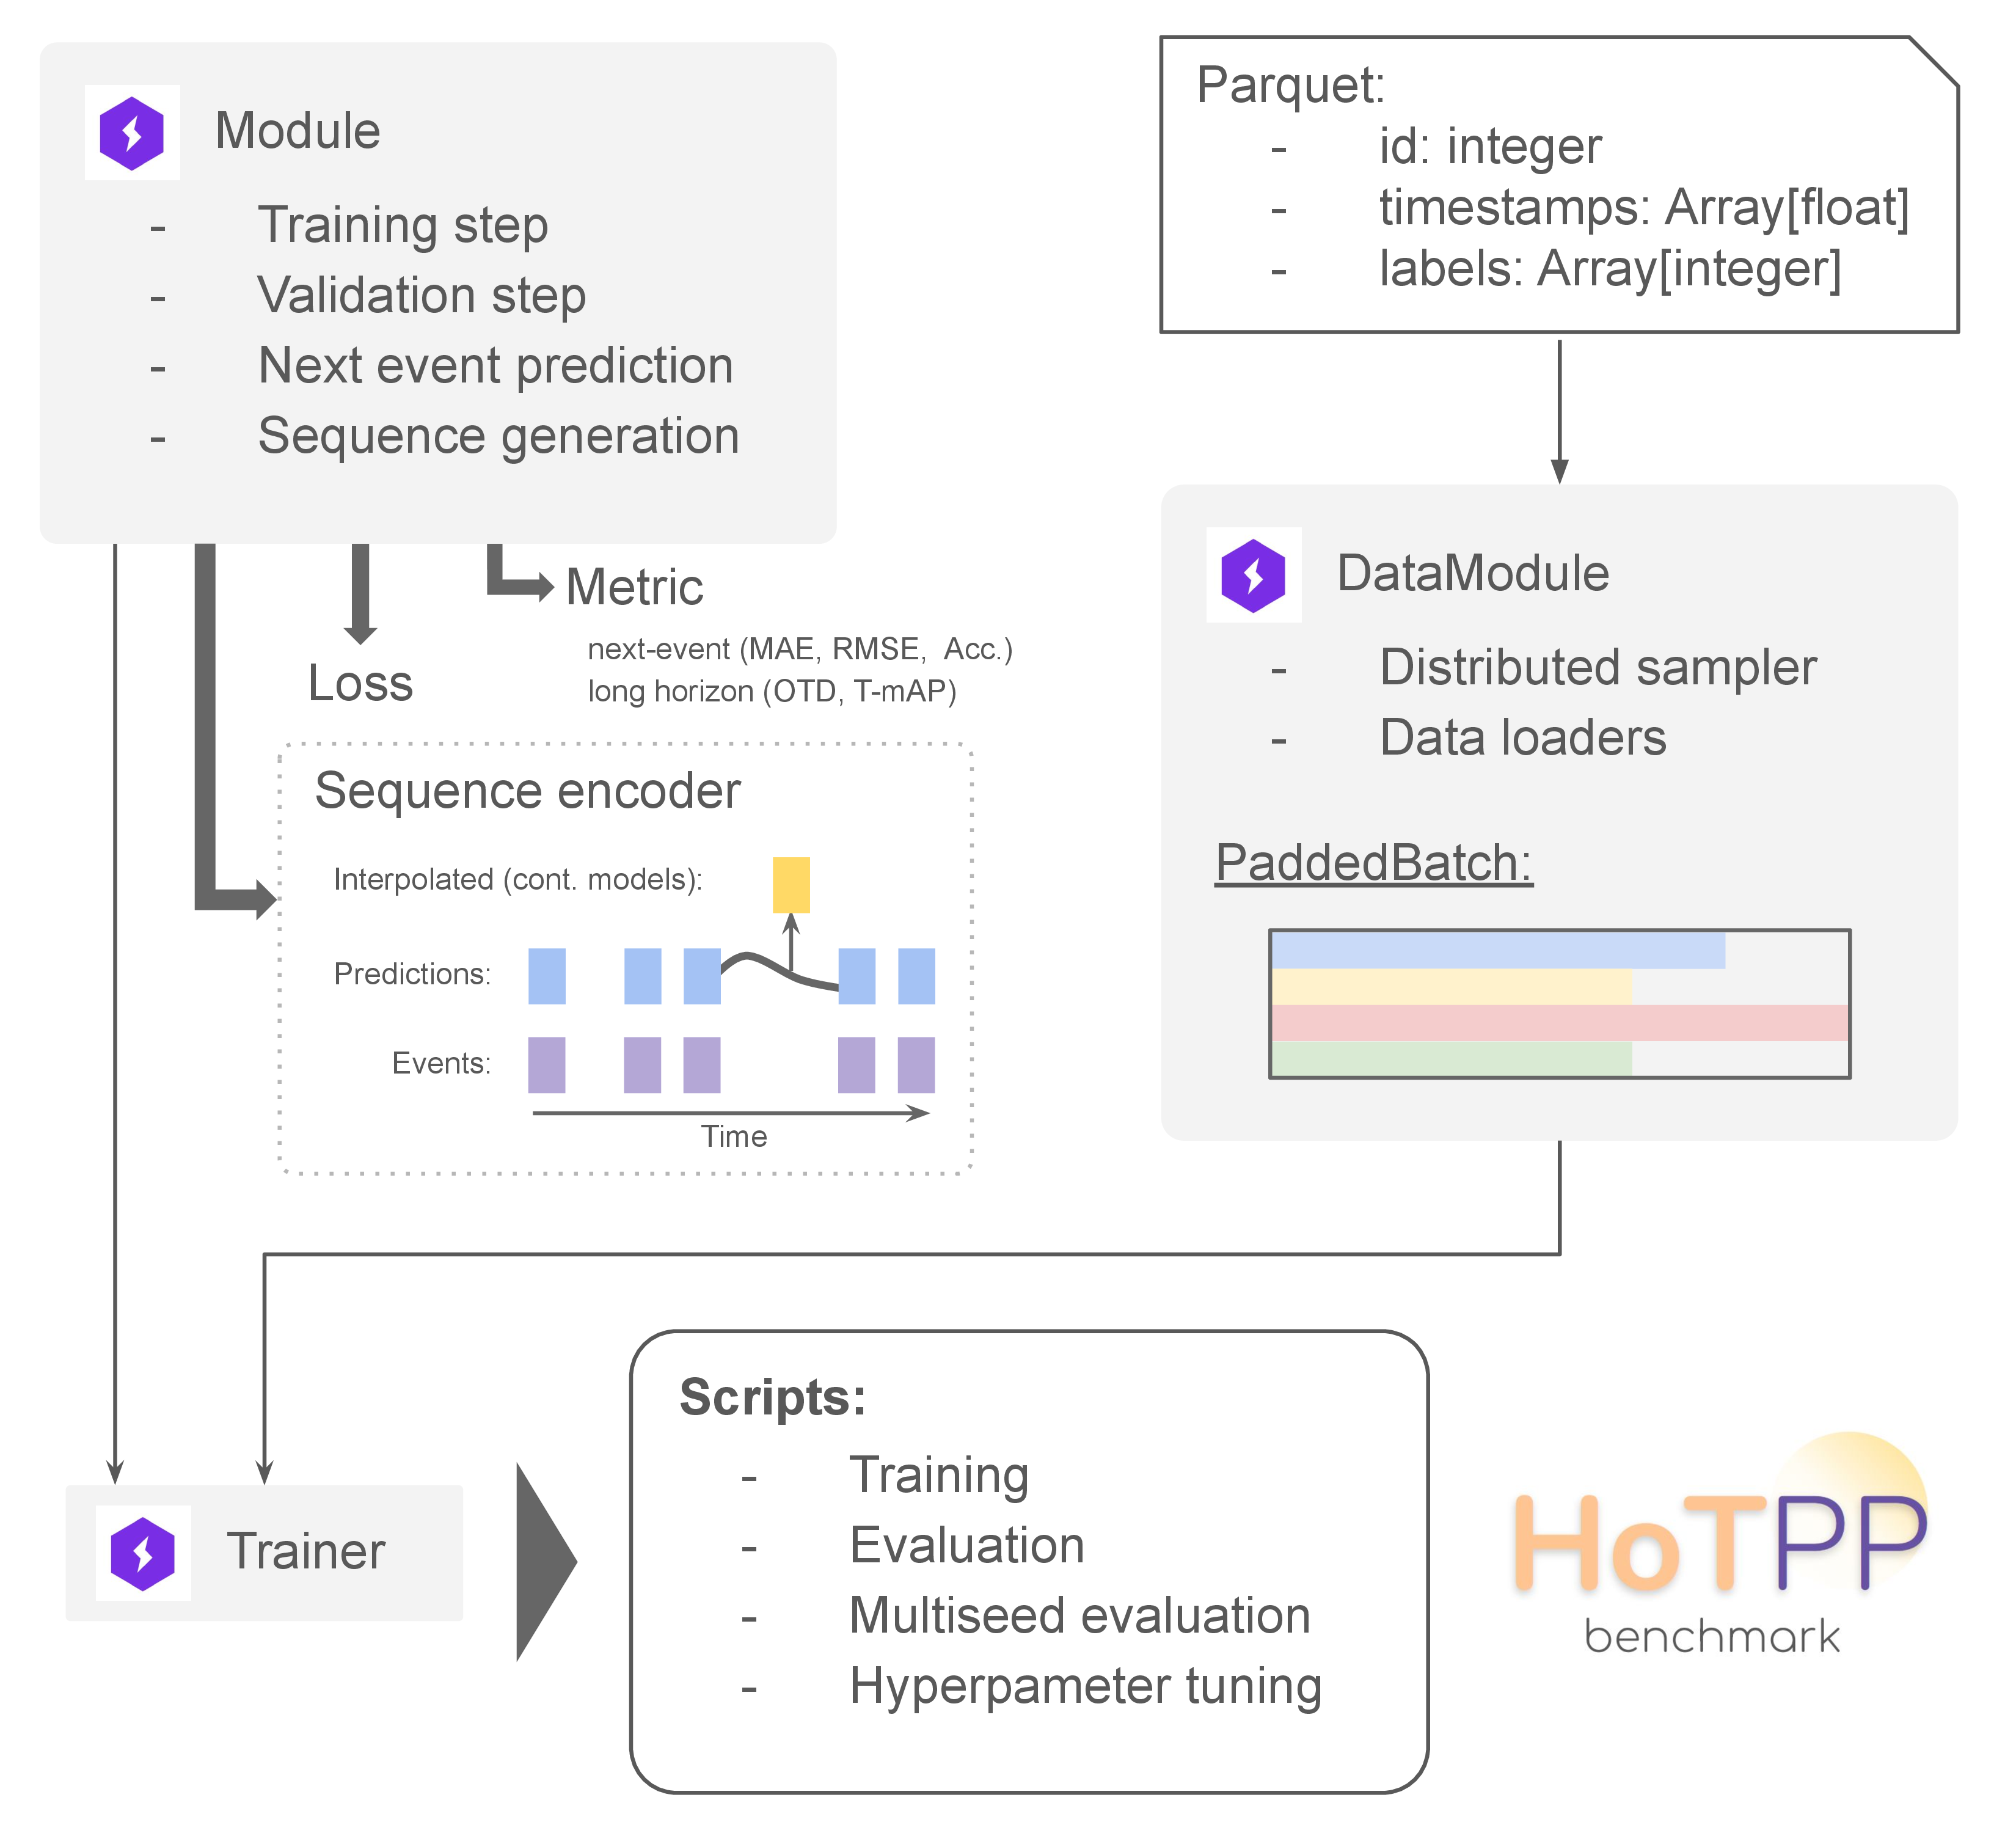 Module
- Training step
- Validation step
- Next event prediction
- Sequence generation
Parquet:
- id: integer
- timestamps: Array[float]
- labels: Array[integer]
Metric
next-event (MAE, RMSE, Acc.)
long horizon (OTD, T-mAP)
Loss
Sequence encoder
Interpolated (cont. models):
Predictions:
Events:
Time
DataModule
- Distributed sampler
- Data loaders
PaddedBatch:
Trainer
Scripts:
- Training
- Evaluation
- Multiseed evaluation
- Hyperpameter tuning
HoTPP
benchmark